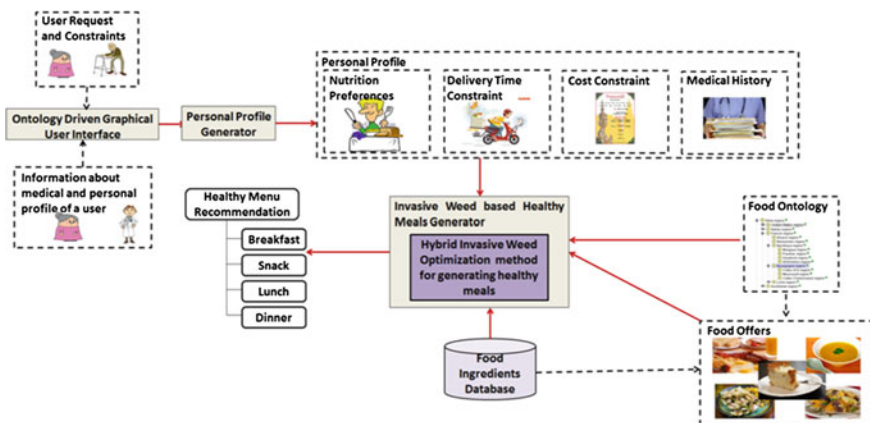 User Request
and Constraints
Ontology Driven Graphical
User Interface
Information about
medical and personal
profile of a user
Personal Profile
Generator
Personal Profile
Nutrition
Preferences
Delivery Time
Constraint
Cost Constraint
Medical History
Healthy Menu
Recommendation
Breakfast
Snack
Lunch
Dinner
Invasive Weed based Healthy
Meals Generator
Hybrid Invasive Weed
Optimization method
for generating healthy
meals
Food
Ingredients
Database
Food Ontology
Food Offers